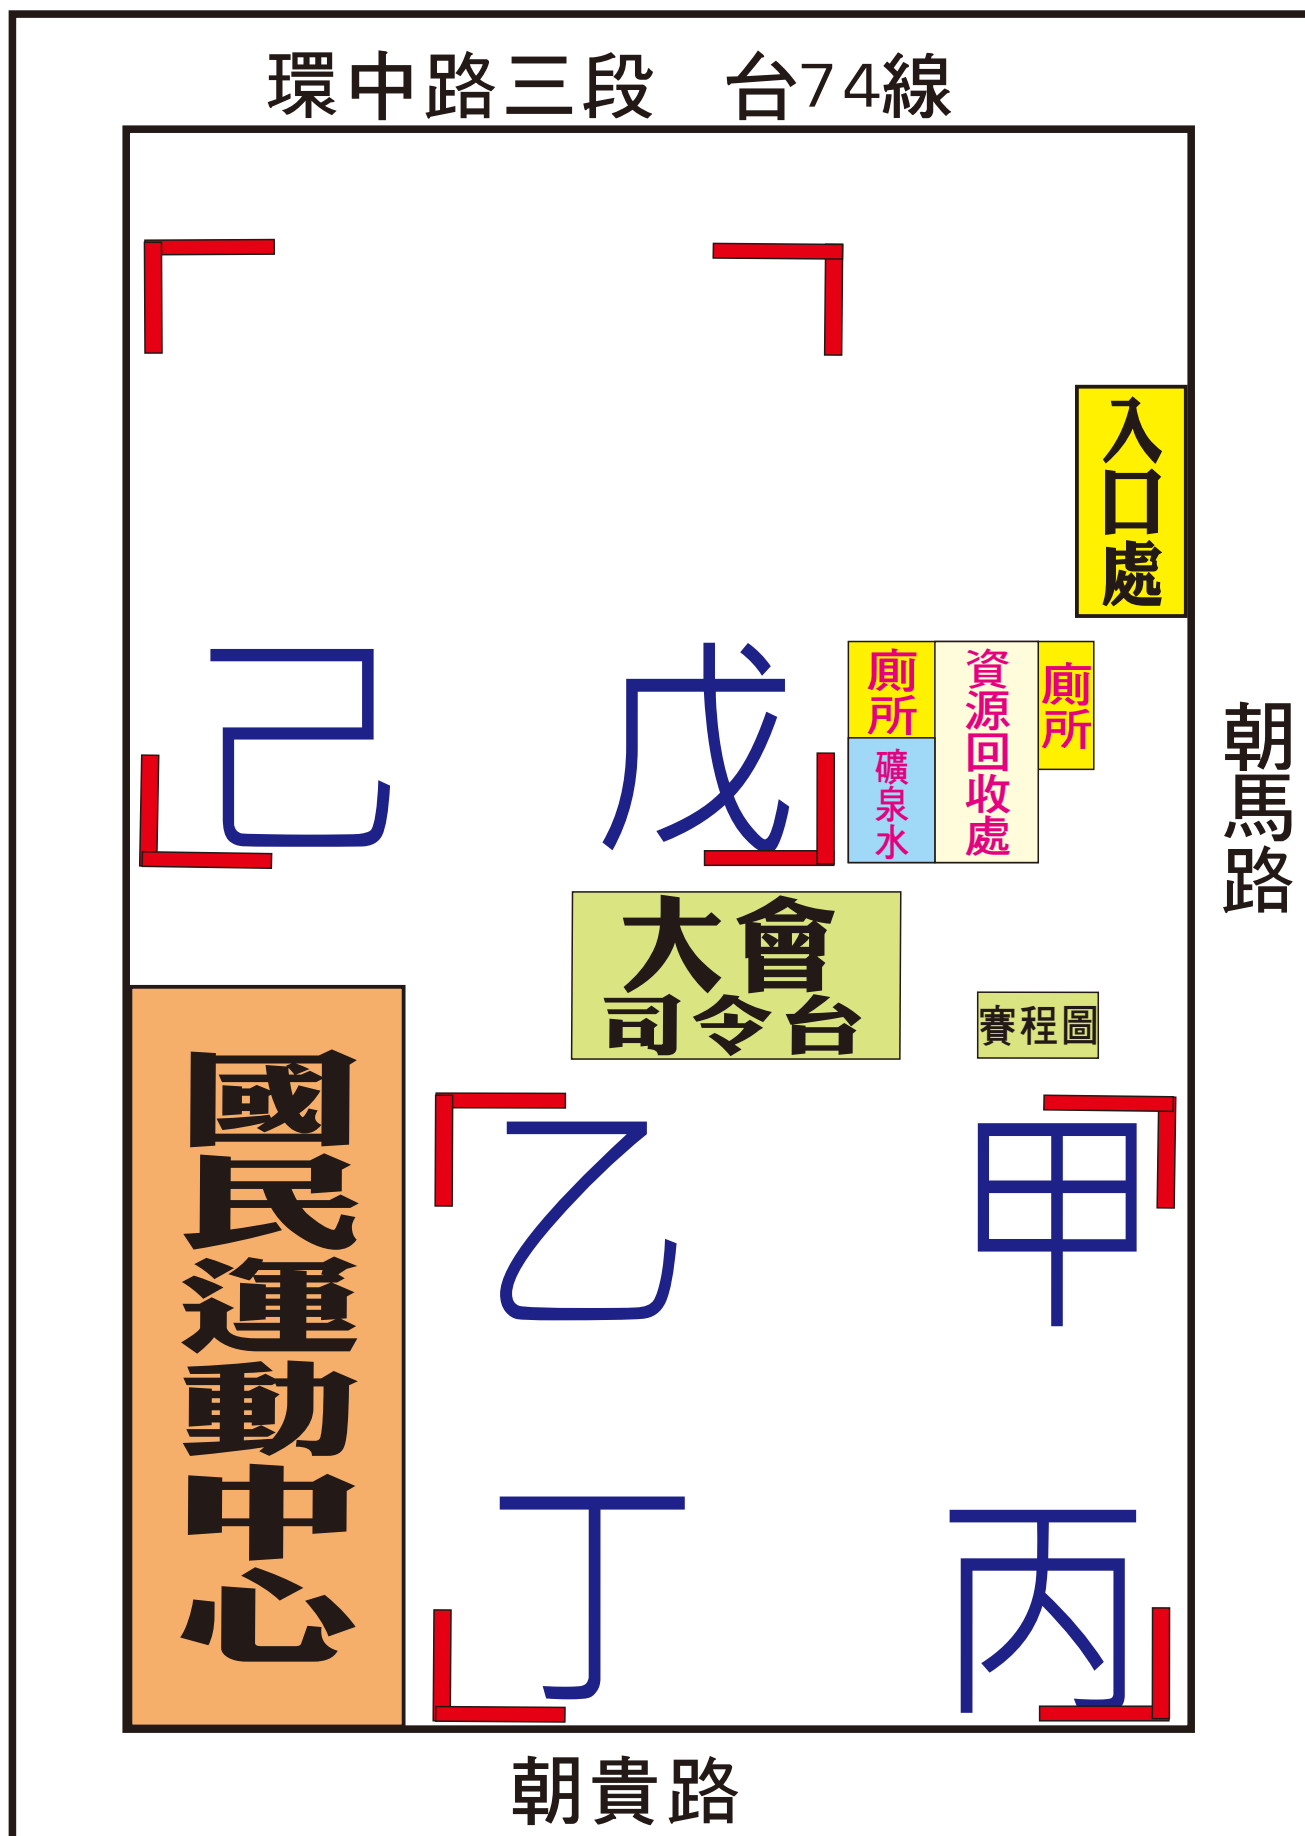 環中路三段 台74線
入口處
己
戊
廁所
資源回收處
廁所
礦泉水
朝馬路
大會
司令台
賽程圖
國民運動中心
乙
甲
丁
丙
朝貴路